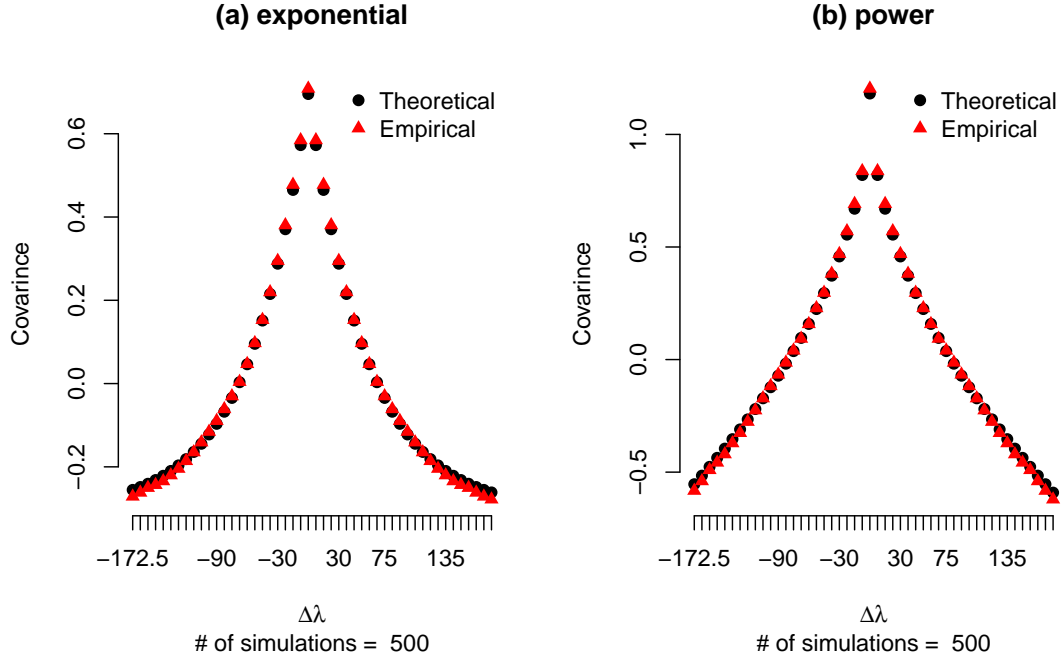 (a) exponential
Theoretical
Empirical
0.6
0.4
0.2
0.0
−0.2
Covarince
−172.5 −90 −30 30 75 135
Δλ
# of simulations = 500
(b) power
Theoretical
Empirical
1.0
0.5
0.0
−0.5
Covarince
−172.5 −90 −30 30 75 135
Δλ
# of simulations = 500